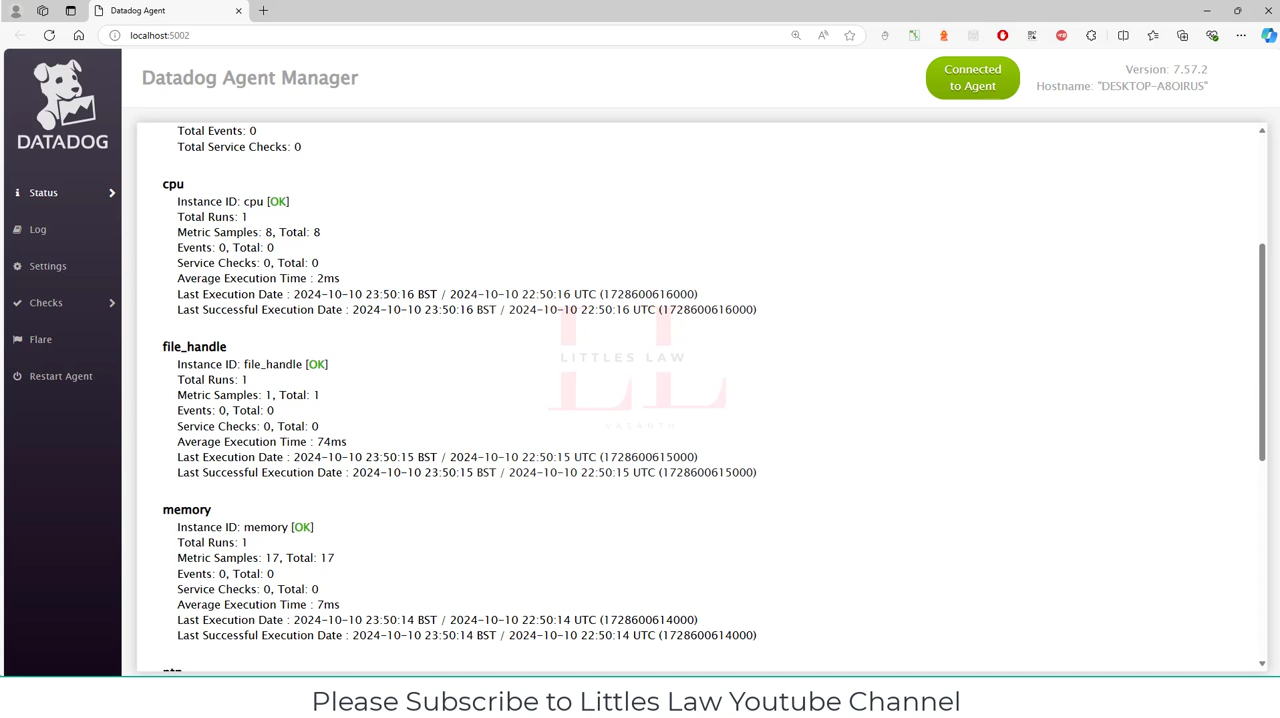 Datadog Agent
localhost:5002
DATADOG
Datadog Agent Manager
Connected
to Agent
Version: 7.57.2
Hostname: "DESKTOP-A8OIRUS"
Status
Log
Settings
Checks
Flare
Restart Agent
Total Events: 0
Total Service Checks: 0
cpu
Instance ID: cpu [OK]
Total Runs: 1
Metric Samples: 8, Total: 8
Events: 0, Total: 0
Service Checks: 0, Total: 0
Average Execution Time : 2ms
Last Execution Date : 2024-10-10 23:50:16 BST / 2024-10-10 22:50:16 UTC (1728600616000)
Last Successful Execution Date : 2024-10-10 23:50:16 BST / 2024-10-10 22:50:16 UTC (1728600616000)
file_handle
Instance ID: file_handle [OK]
Total Runs: 1
Metric Samples: 1, Total: 1
Events: 0, Total: 0
Service Checks: 0, Total: 0
Average Execution Time : 74ms
Last Execution Date : 2024-10-10 23:50:15 BST / 2024-10-10 22:50:15 UTC (1728600615000)
Last Successful Execution Date : 2024-10-10 23:50:15 BST / 2024-10-10 22:50:15 UTC (1728600615000)
LL
LITTLES LAW
VASANTH
memory
Instance ID: memory [OK]
Total Runs: 1
Metric Samples: 17, Total: 17
Events: 0, Total: 0
Service Checks: 0, Total: 0
Average Execution Time : 7ms
Last Execution Date : 2024-10-10 23:50:14 BST / 2024-10-10 22:50:14 UTC (1728600614000)
Last Successful Execution Date : 2024-10-10 23:50:14 BST / 2024-10-10 22:50:14 UTC (1728600614000)
Please Subscribe to Littles Law Youtube Channel